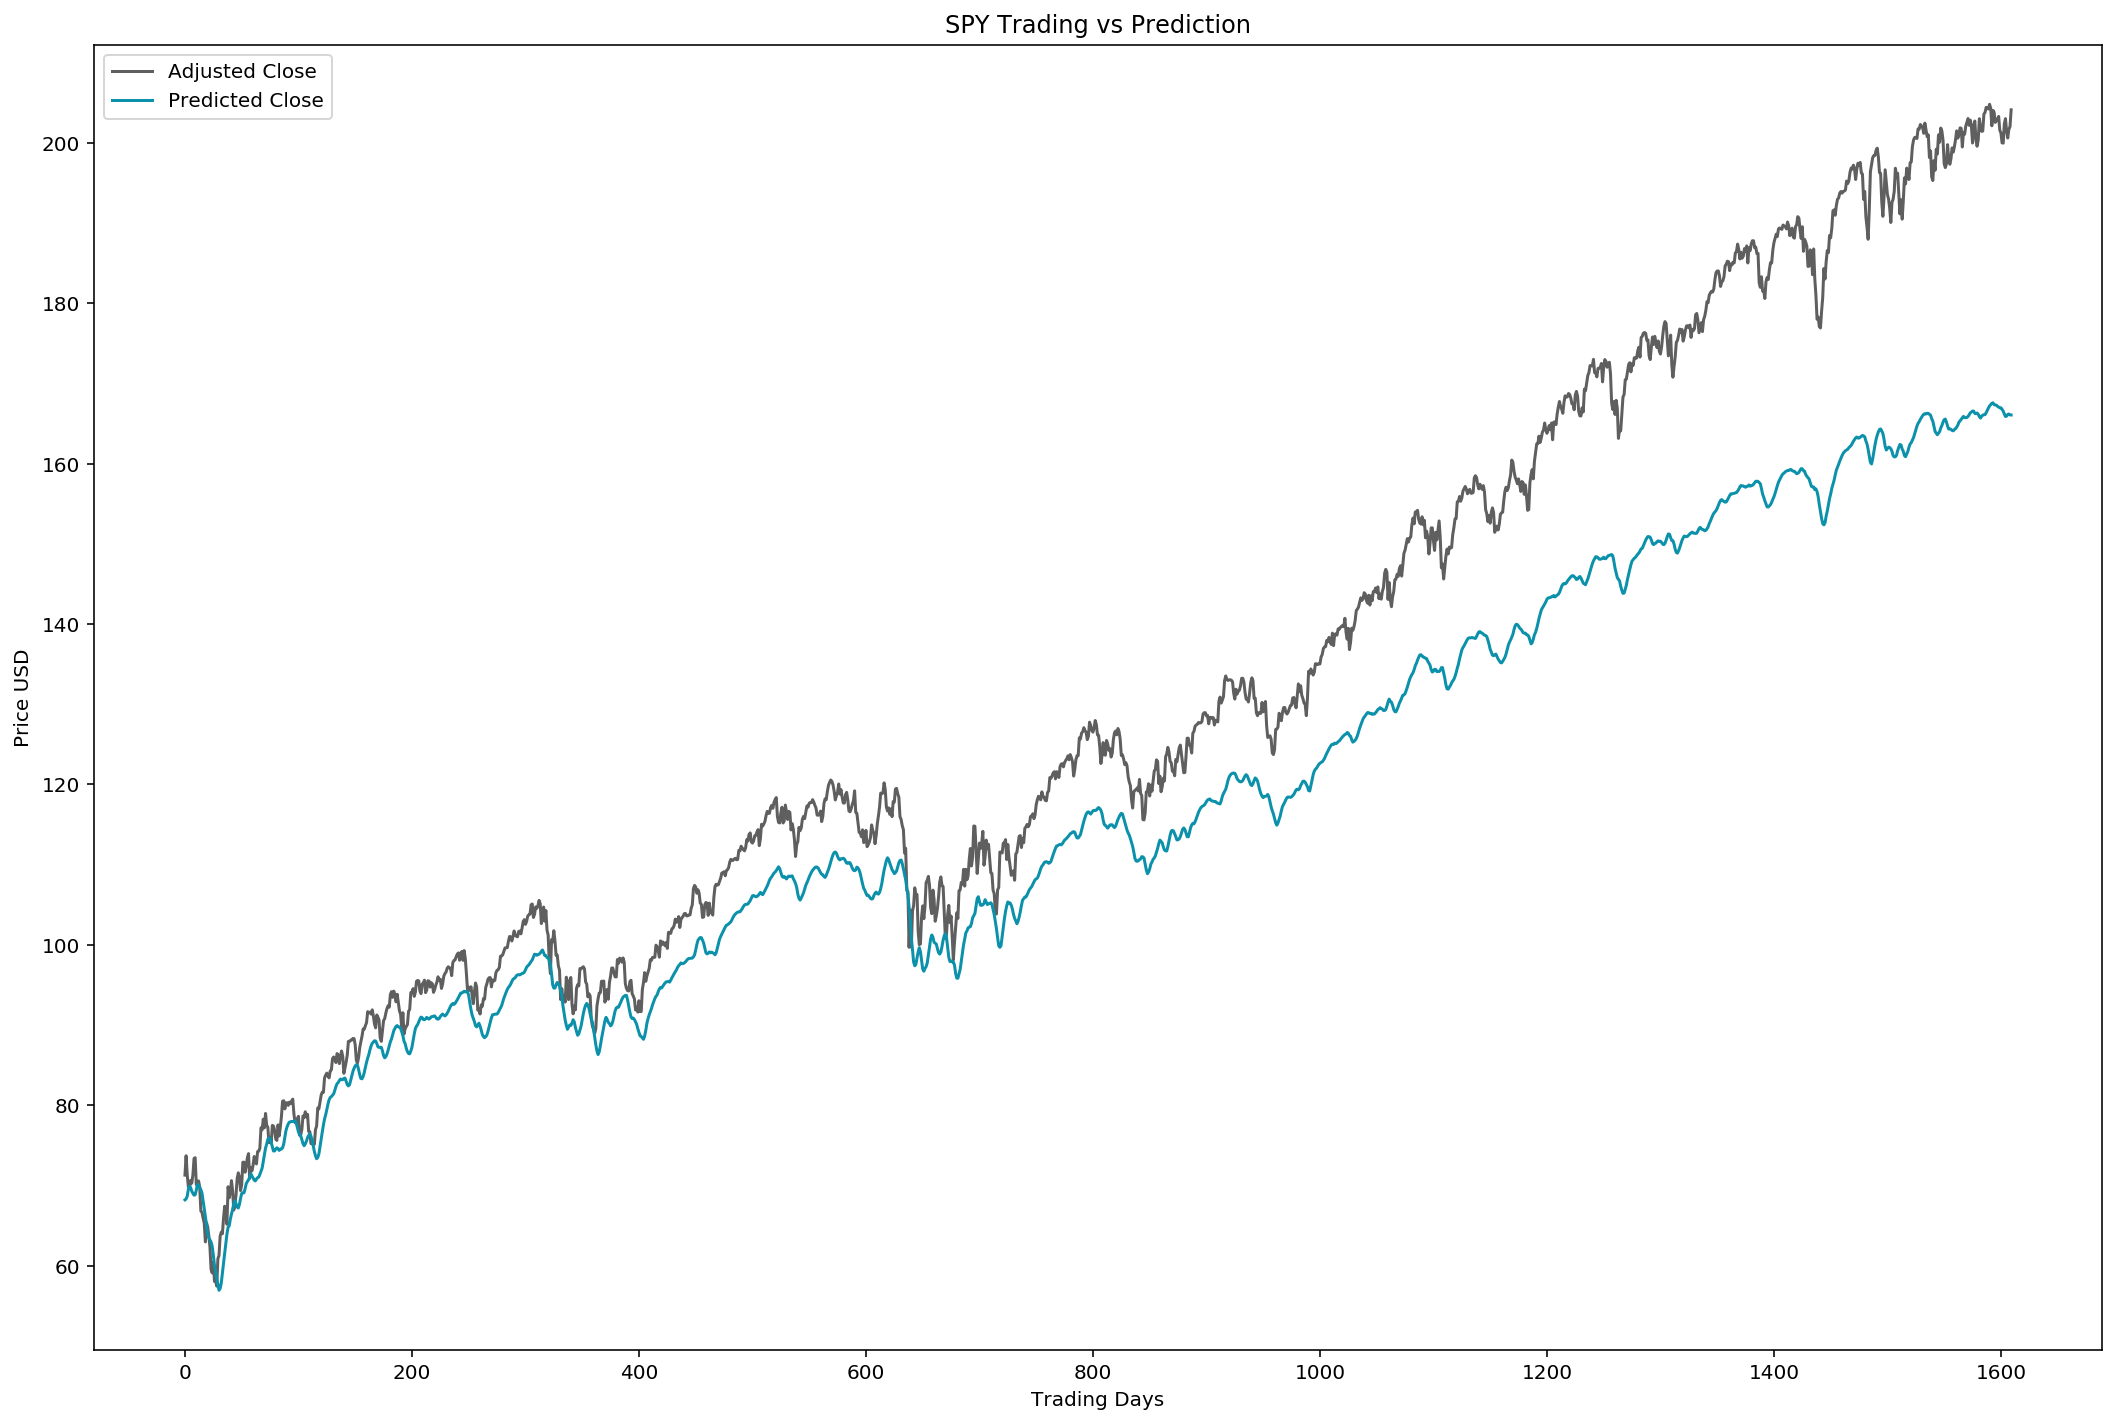 SPY Trading vs Prediction
Adjusted Close
Predicted Close
200
180
160
140
120
100
80
60
Price USD
0 200 400 600 800 1000 1200 1400 1600
Trading Days